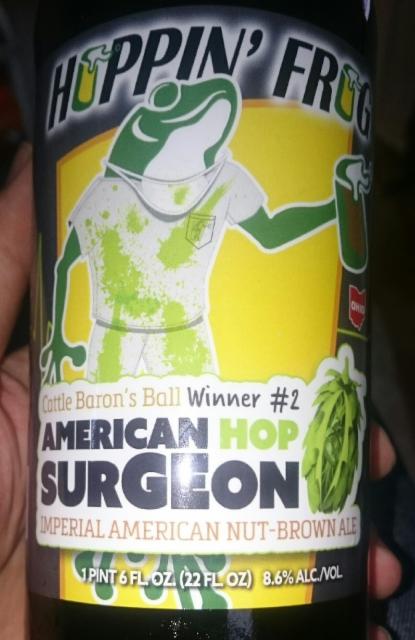 HOPPIN' FROG
OHIO
Cattle Baron's Ball Winner #2
AMERICAN HOP
SURGEON
IMPERIAL AMERICAN NUT-BROWN ALE
1 PINT 6 FL. OZ. (22 FL OZ) 8.6% ALC./VOL.